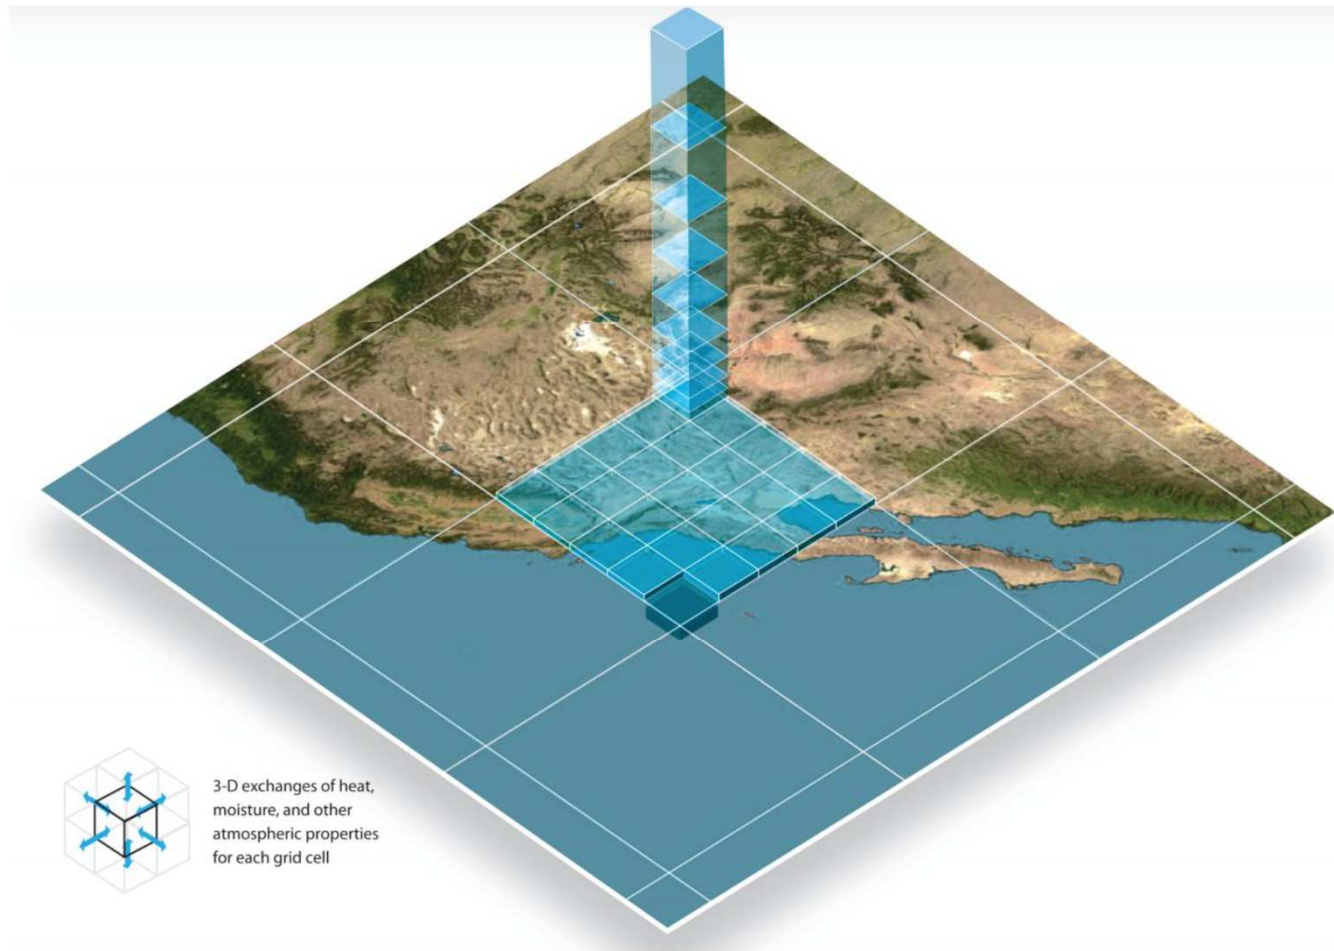 3-D exchanges of heat,
moisture, and other
atmospheric properties
for each grid cell